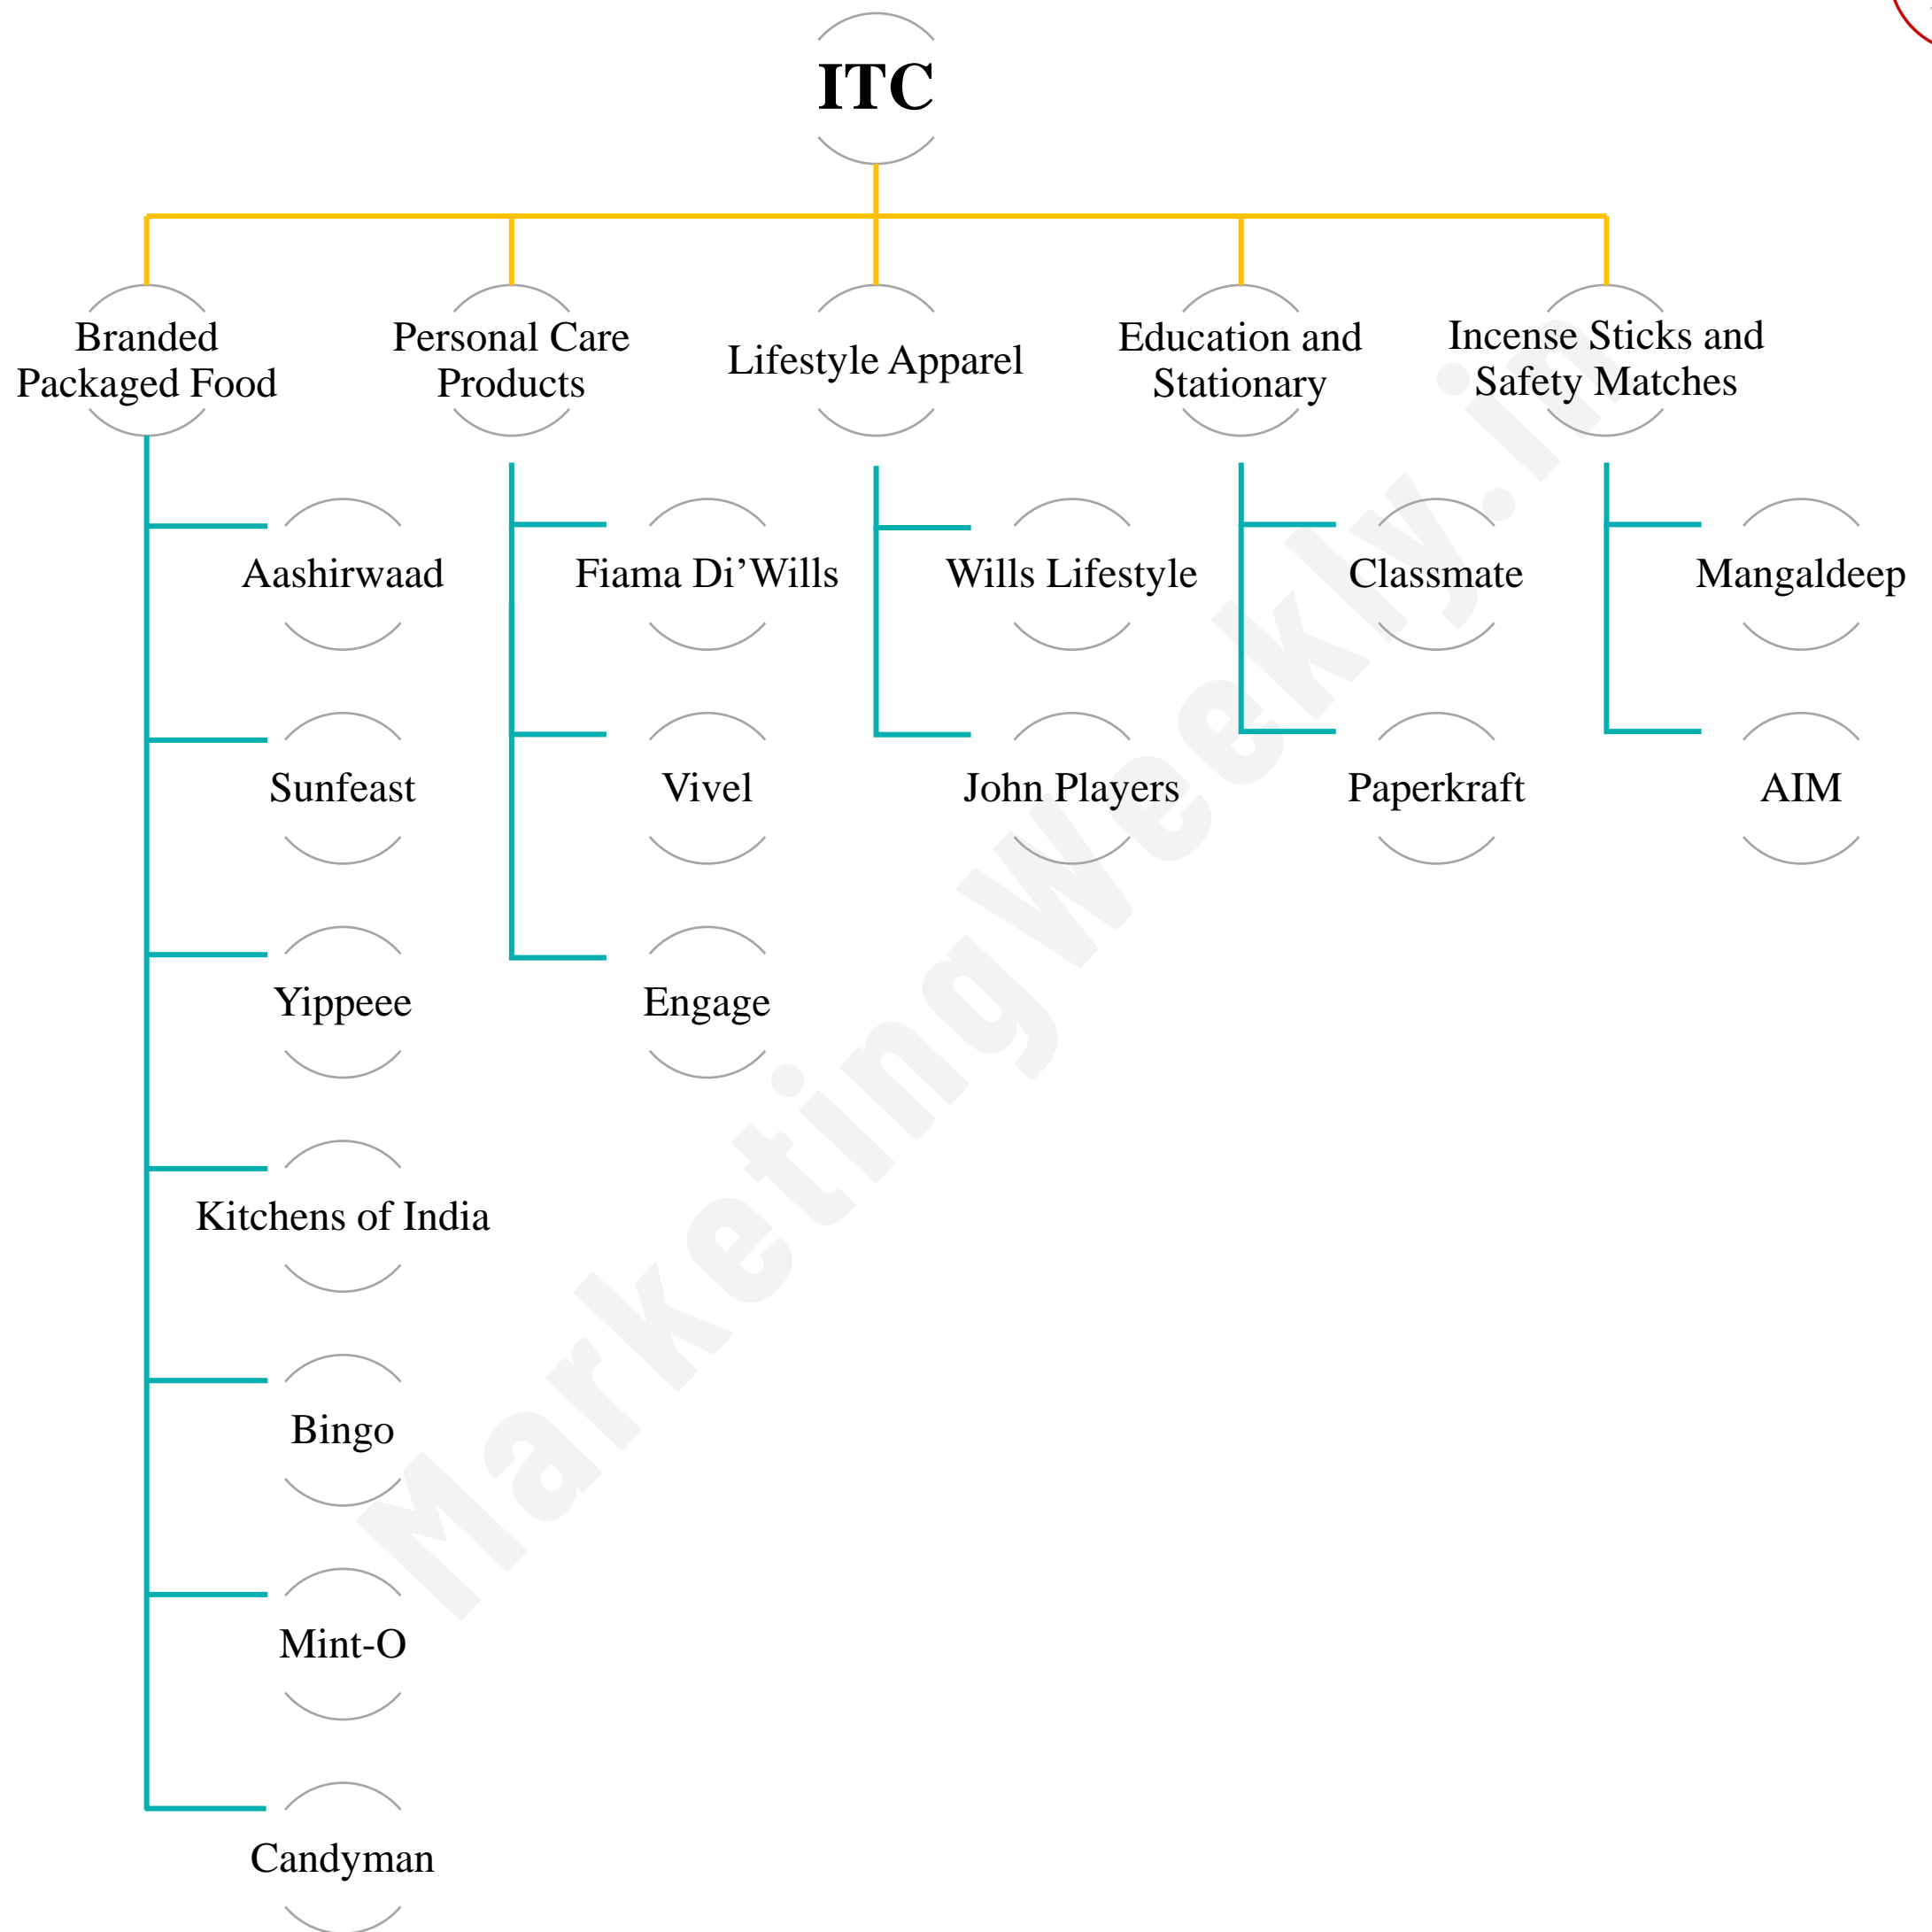 ITC
Branded
Packaged Food
Personal Care
Products
Lifestyle Apparel
Education and
Stationary
Incense Sticks and
Safety Matches
Aashirwaad
Sunfeast
Yippeee
Kitchens of India
Bingo
Mint-O
Candyman
Fiama Di’Wills
Vivel
Engage
Wills Lifestyle
John Players
Classmate
Paperkraft
Mangaldeep
AIM
MarketingWeekly.in